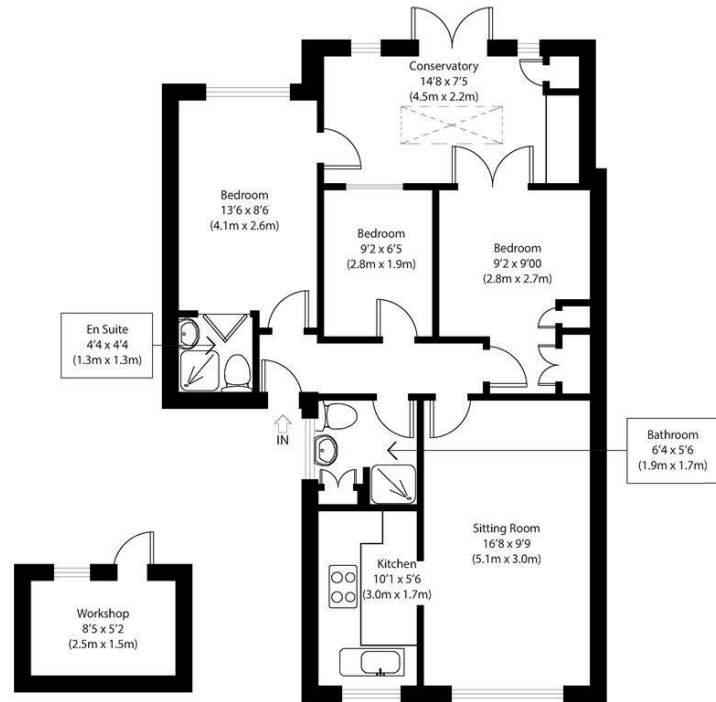 Conservatory
14'8 x 7'5
(4.5m x 2.2m)
Bedroom
13'6 x 8'6
(4.1m x 2.6m)
Bedroom
9'2 x 6'5
(2.8m x 1.9m)
Bedroom
9'2 x 9'00
(2.8m x 2.7m)
En Suite
4'4 x 4'4
(1.3m x 1.3m)
IN
Bathroom
6'4 x 5'6
(1.9m x 1.7m)
Sitting Room
16'8 x 9'9
(5.1m x 3.0m)
Kitchen
10'1 x 5'6
(3.0m x 1.7m)
Workshop
8'5 x 5'2
(2.5m x 1.5m)